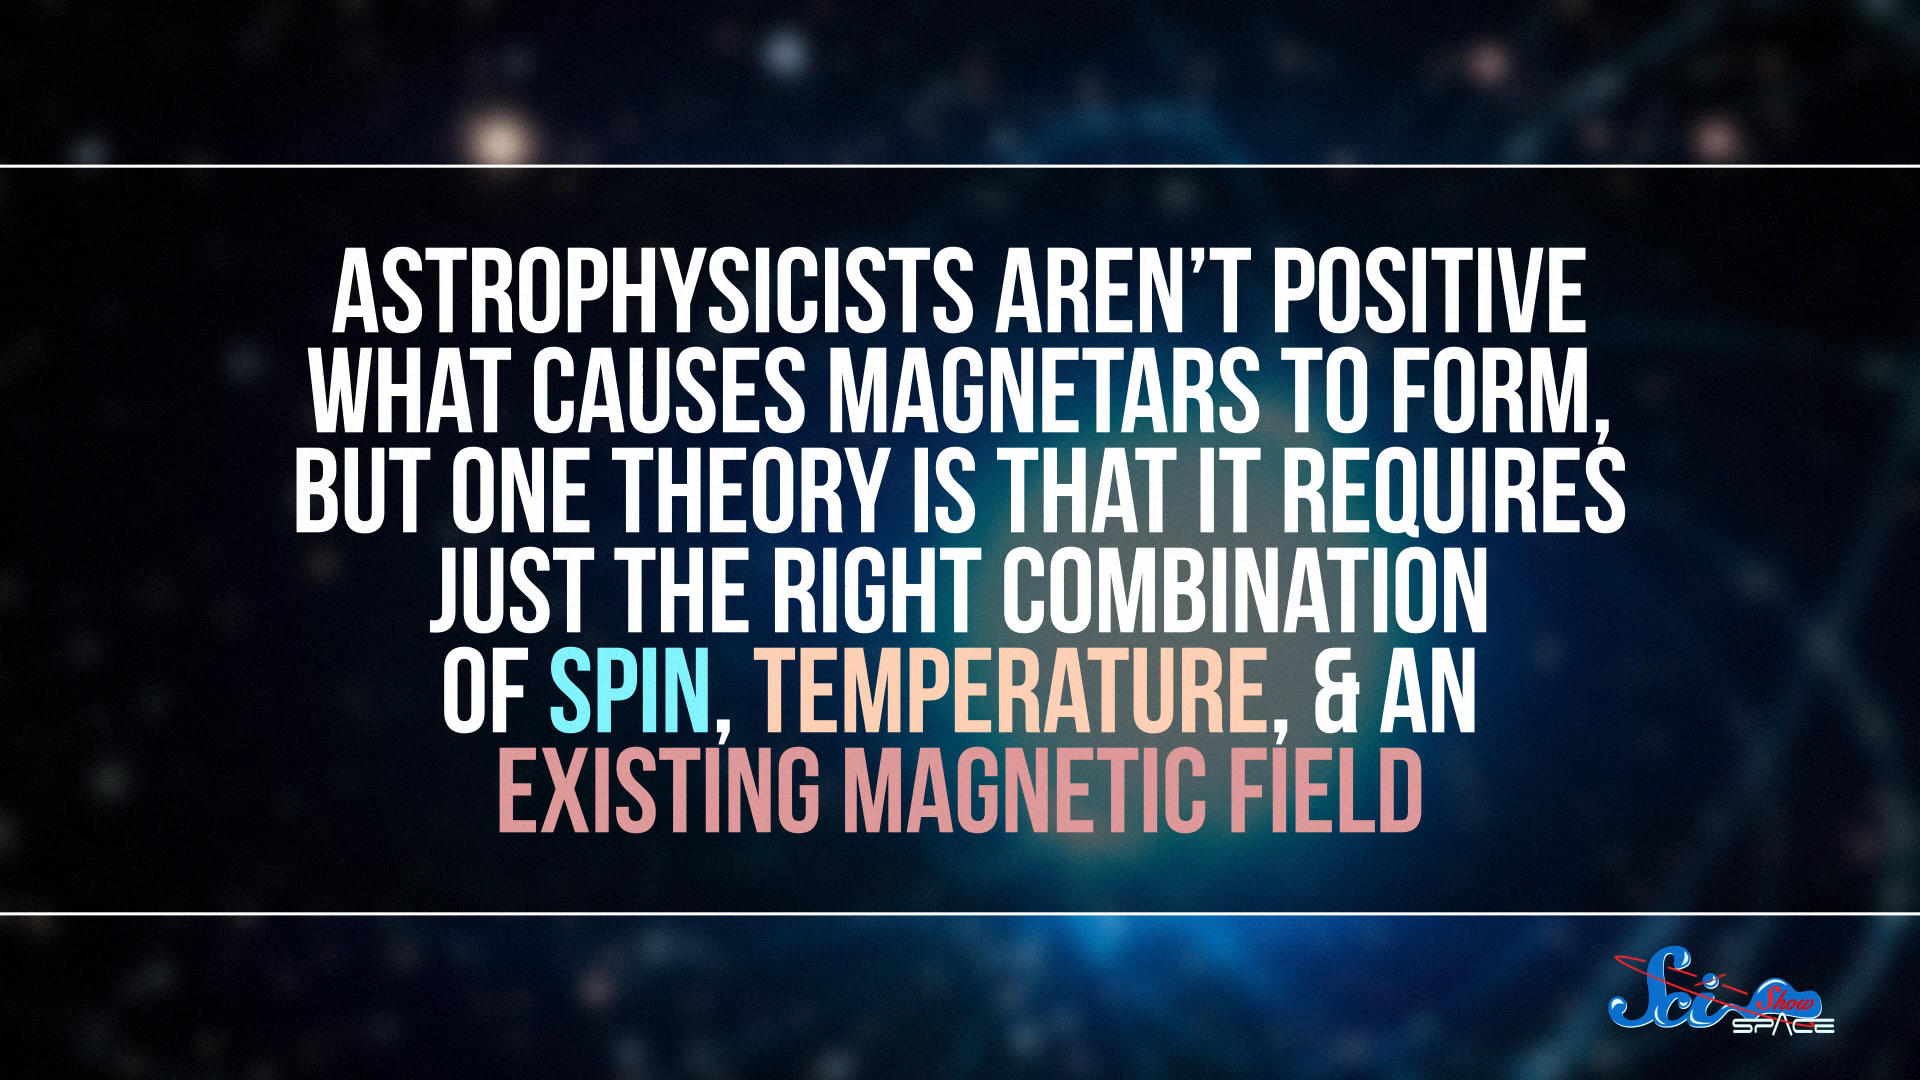 ASTROPHYSICISTS AREN’T POSITIVE
WHAT CAUSES MAGNETARS TO FORM,
BUT ONE THEORY IS THAT IT REQUIRES
JUST THE RIGHT COMBINATION
OF SPIN, TEMPERATURE, & AN
EXISTING MAGNETIC FIELD
Sci Show
SPACE